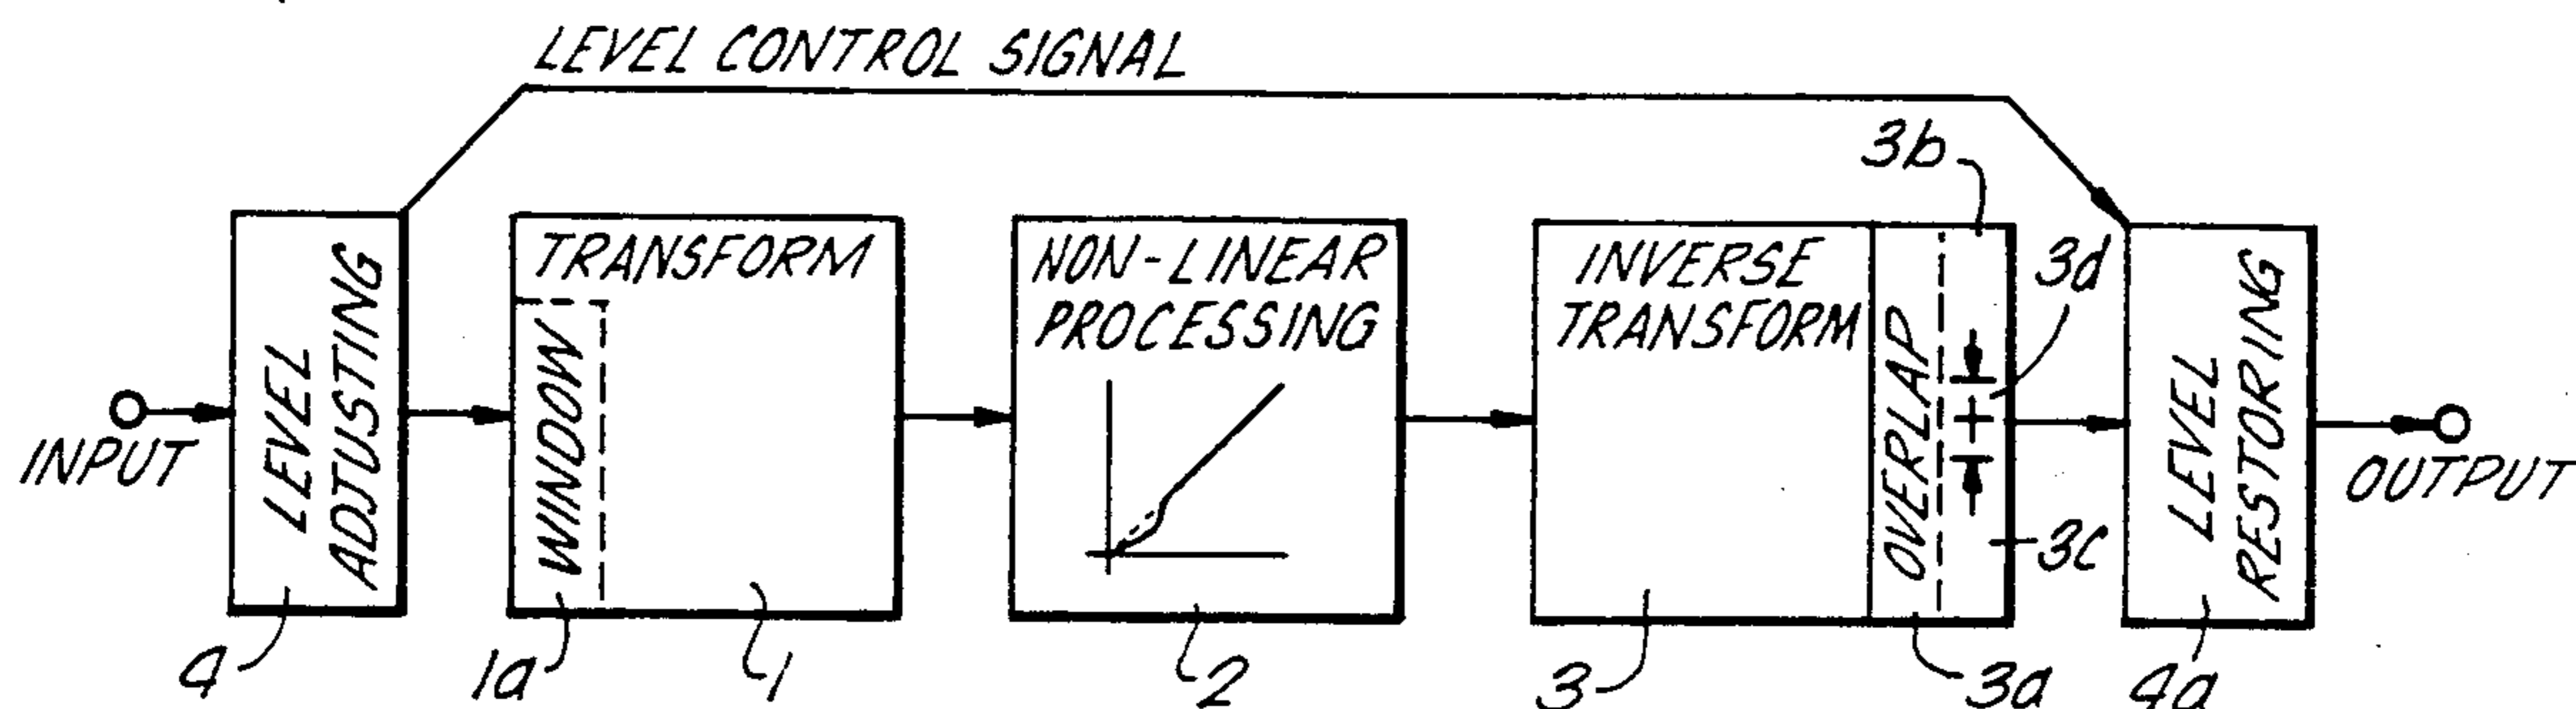 LEVEL CONTROL SIGNAL
3b
3d
INPUT
LEVEL
ADJUSTING
TRANSFORM
WINDOW
NON-LINEAR
PROCESSING
INVERSE
TRANSFORM
OVERLAP
+
3c
LEVEL
RESTORING
OUTPUT
4
1a
1
2
3
3a
4a